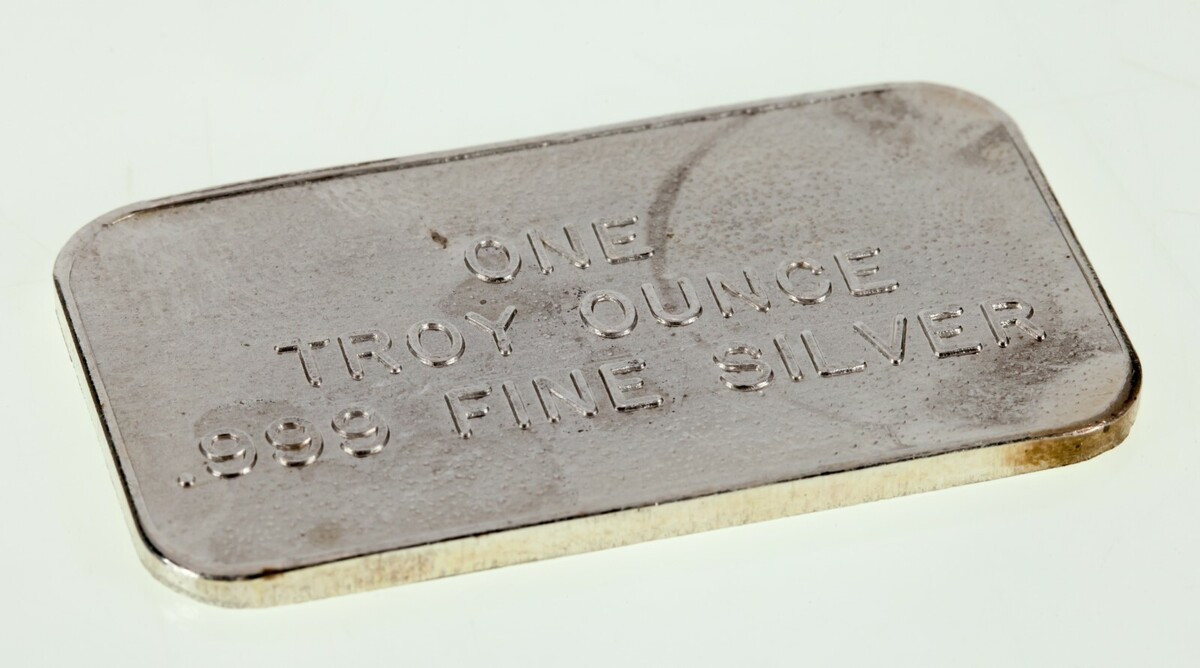 ONE
TROY OUNCE
.999 FINE SILVER